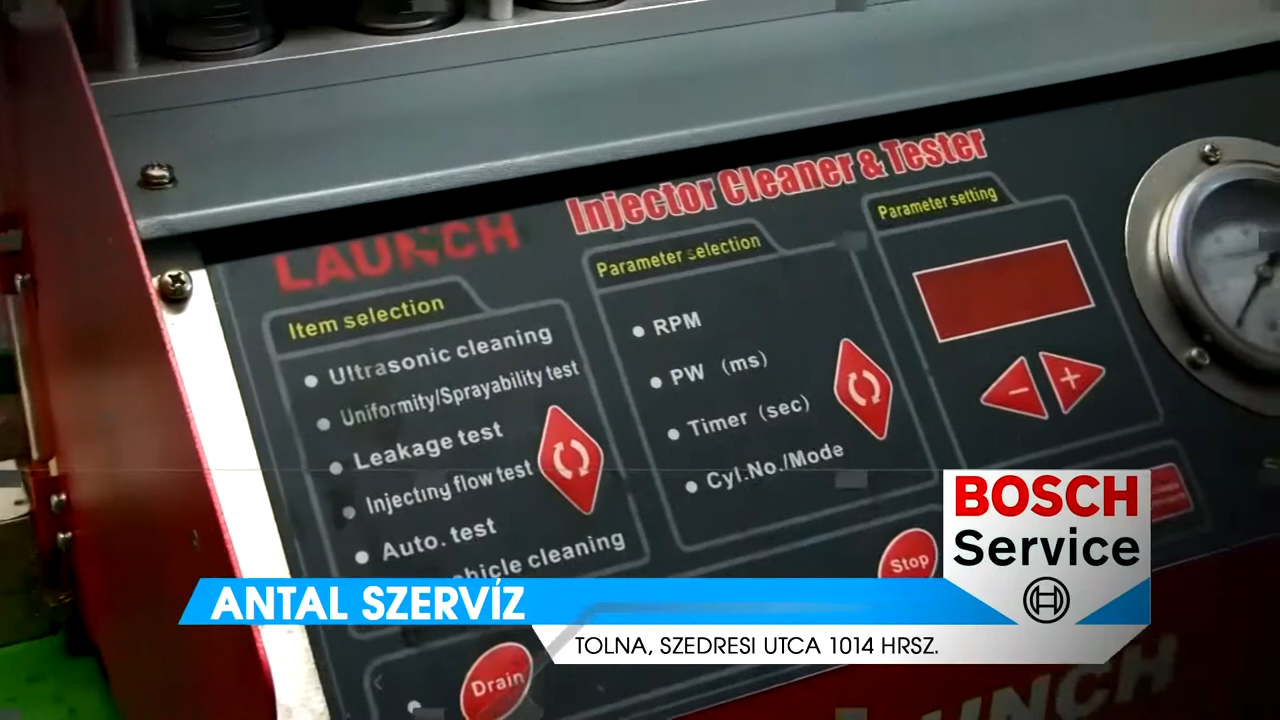 Injector Cleaner & Tester
LAUNCH
Item selection
Ultrasonic cleaning
Uniformity/Sprayability test
Leakage test
Injecting flow test
Auto. test
cleaning
Parameter selection
RPM
PW (ms)
Timer (sec)
Cyl.No./Mode
Parameter setting
Stop
Drain
BOSCH
Service
ANTAL SZERVÍZ
TOLNA, SZEDRESI UTCA 1014 HRSZ.